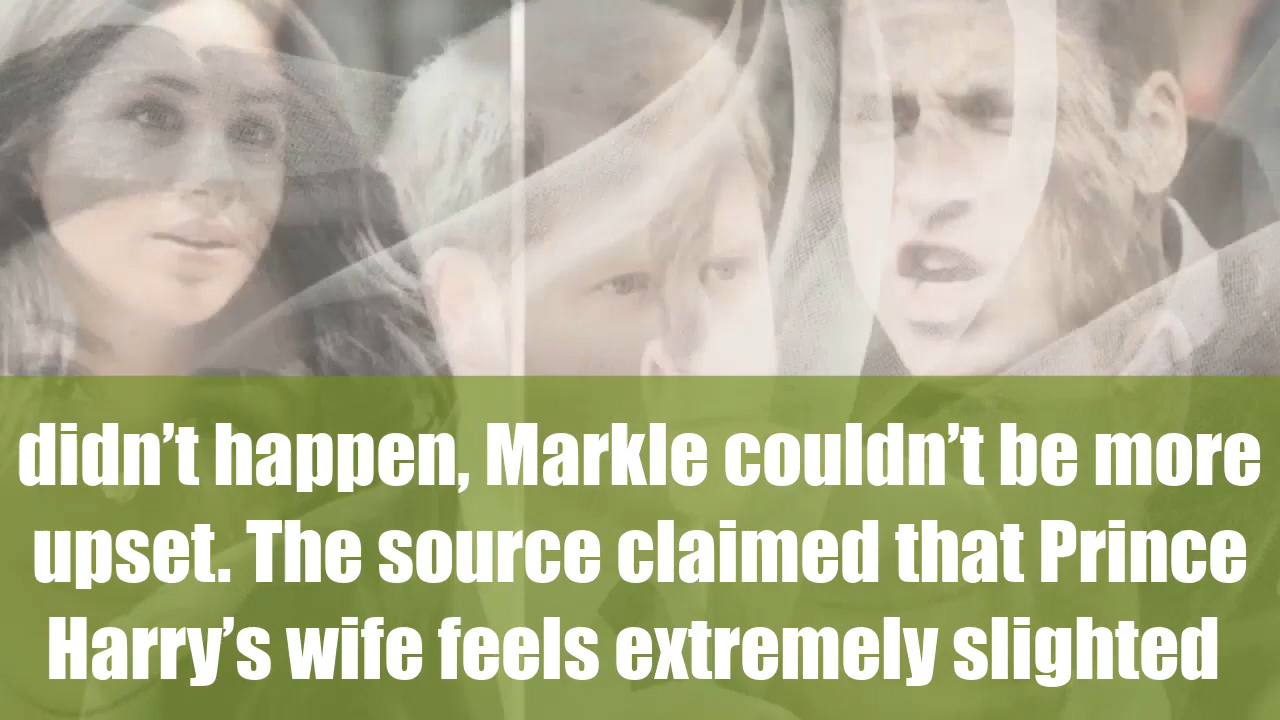 didn’t happen, Markle couldn’t be more
upset. The source claimed that Prince
Harry’s wife feels extremely slighted